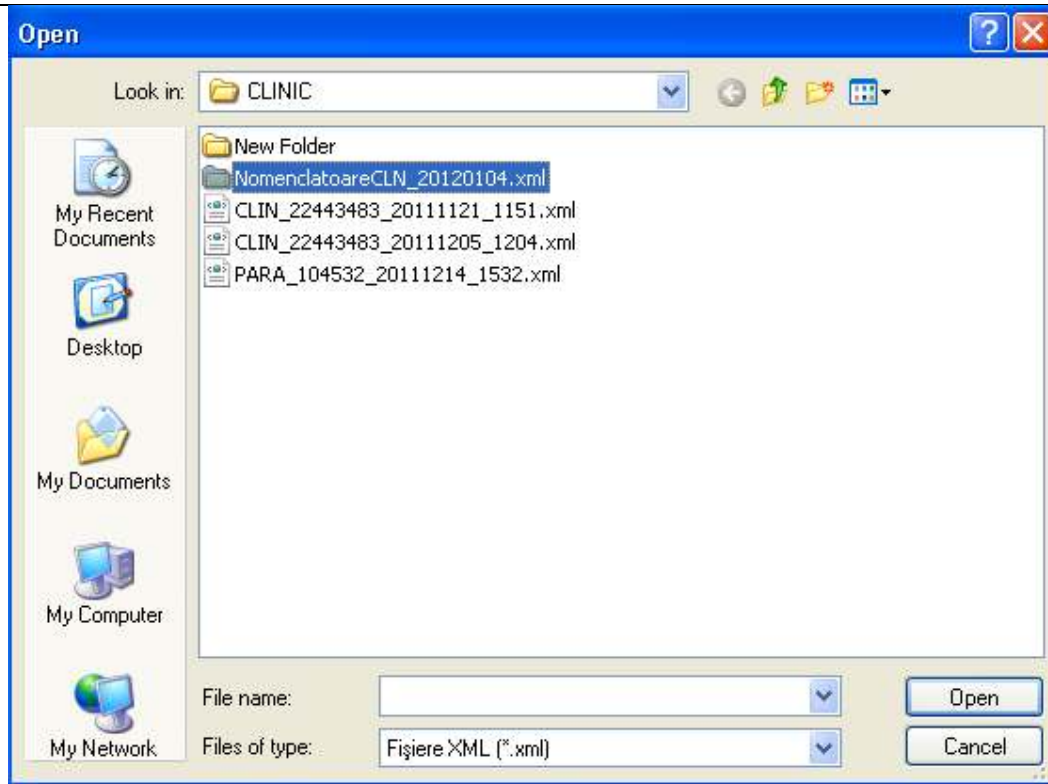 Open
Look in:
CLINIC
New Folder
NomenclatoareCLN_20120104.xml
CLIN_22443483_20111121_1151.xml
CLIN_22443483_20111205_1204.xml
PARA_104532_20111214_1532.xml
My Recent
Documents
Desktop
My Documents
My Computer
My Network
File name:
Open
Files of type:
Fişiere XML (*.xml)
Cancel